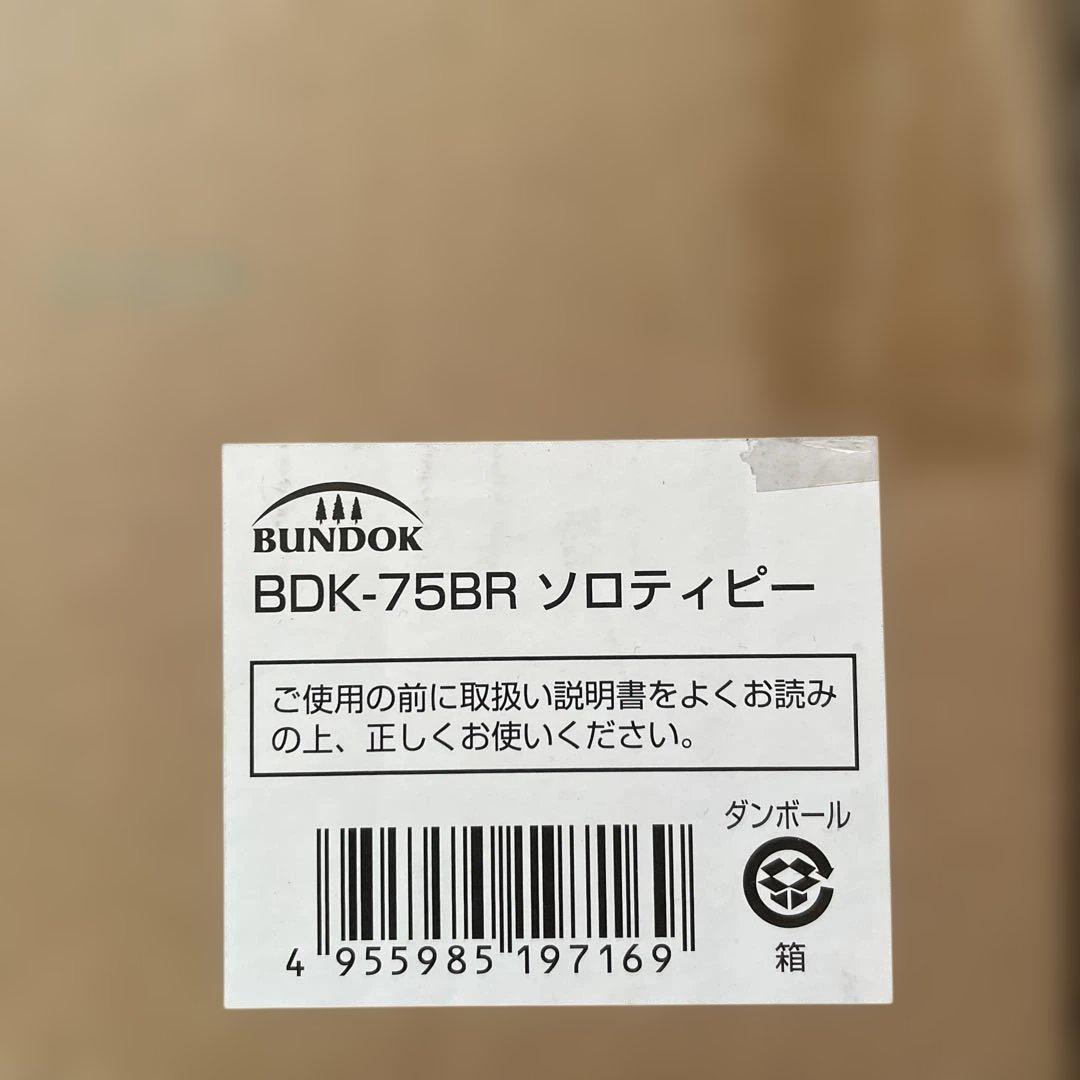 BUNDOK
BDK-75BR ソロティピー
ご使用の前に取扱い説明書をよくお読み
の上、正しくお使いください。
ダンボール
箱
4 955985 197169